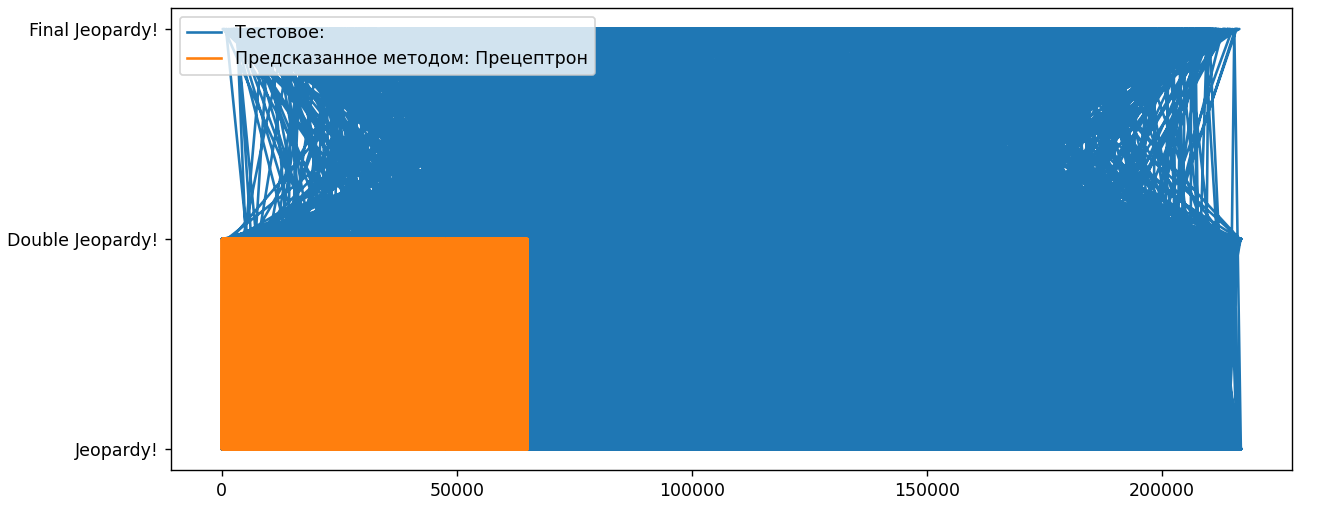 Final Jeopardy!
Тестовое:
Предсказанное методом: Прецептрон
Double Jeopardy!
Jeopardy!
0 50000 100000 150000 200000